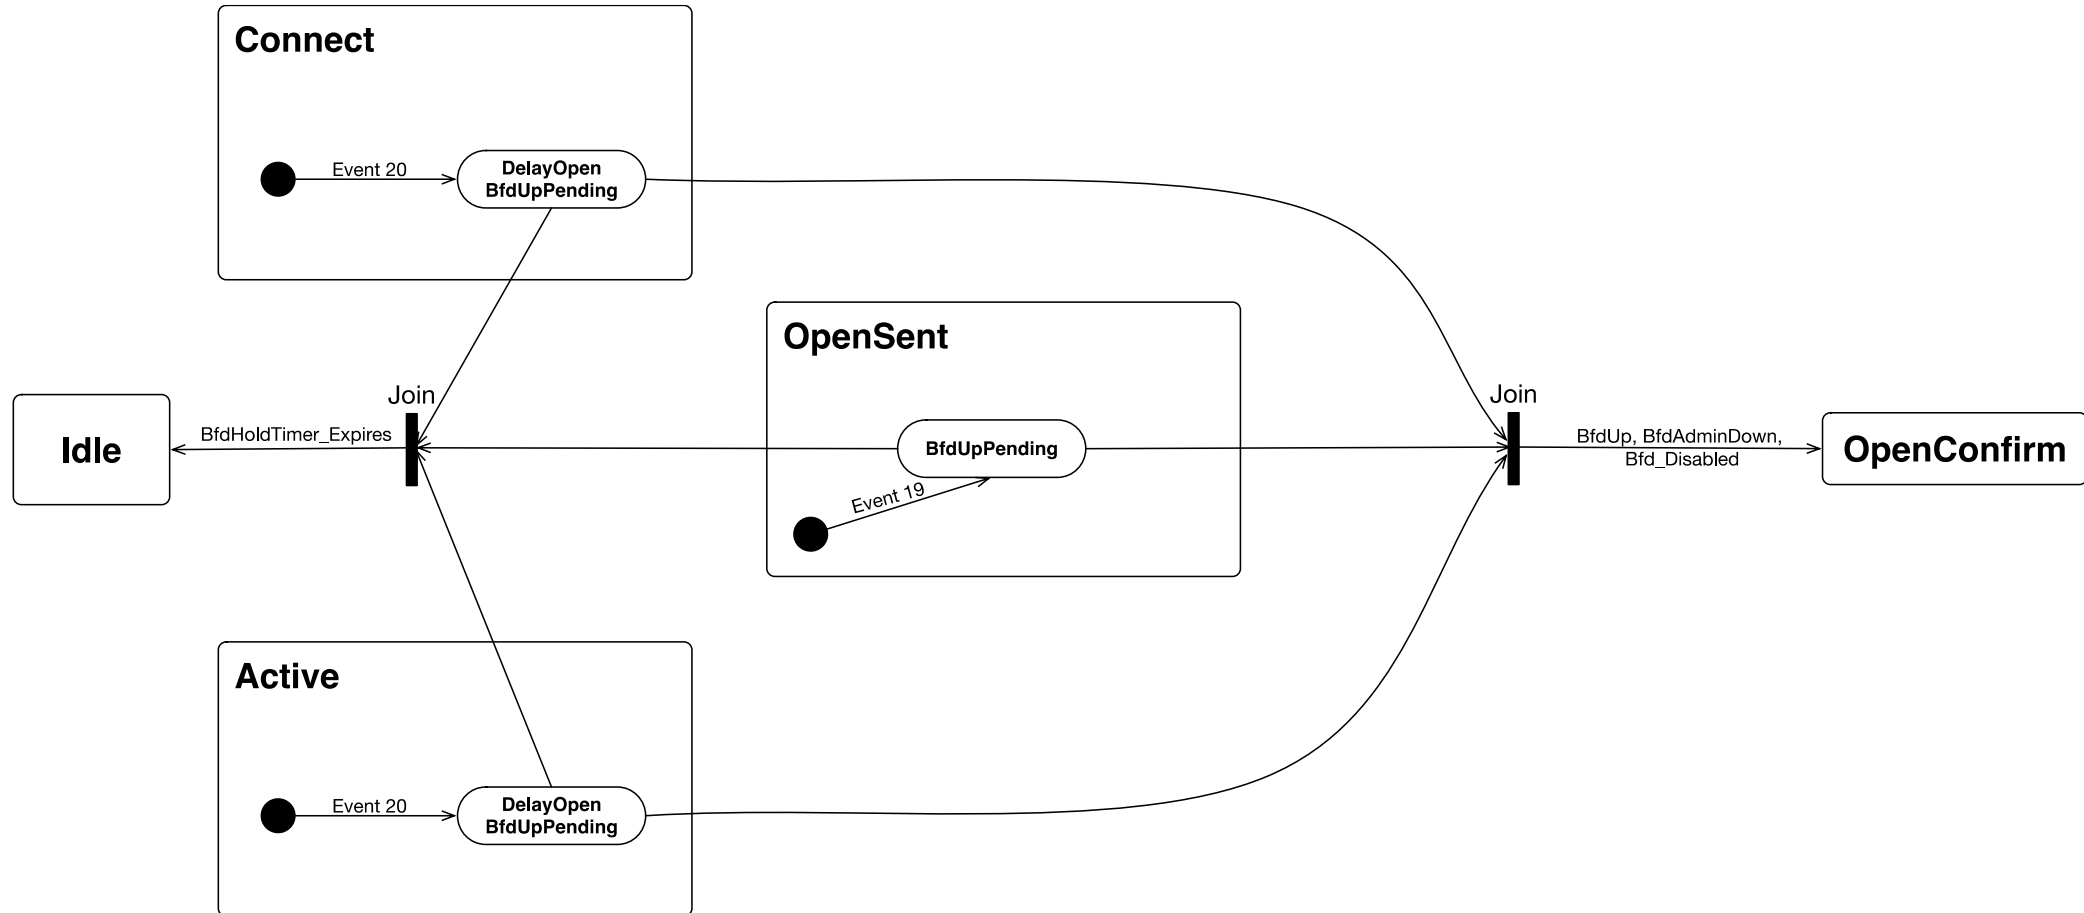 Connect
Event 20
DelayOpen
BfdUpPending
OpenSent
Join
Join
Idle
BfdHoldTimer_Expires
BfdUpPending
BfdUp, BfdAdminDown,
Bfd_Disabled
OpenConfirm
Event 19
Active
Event 20
DelayOpen
BfdUpPending